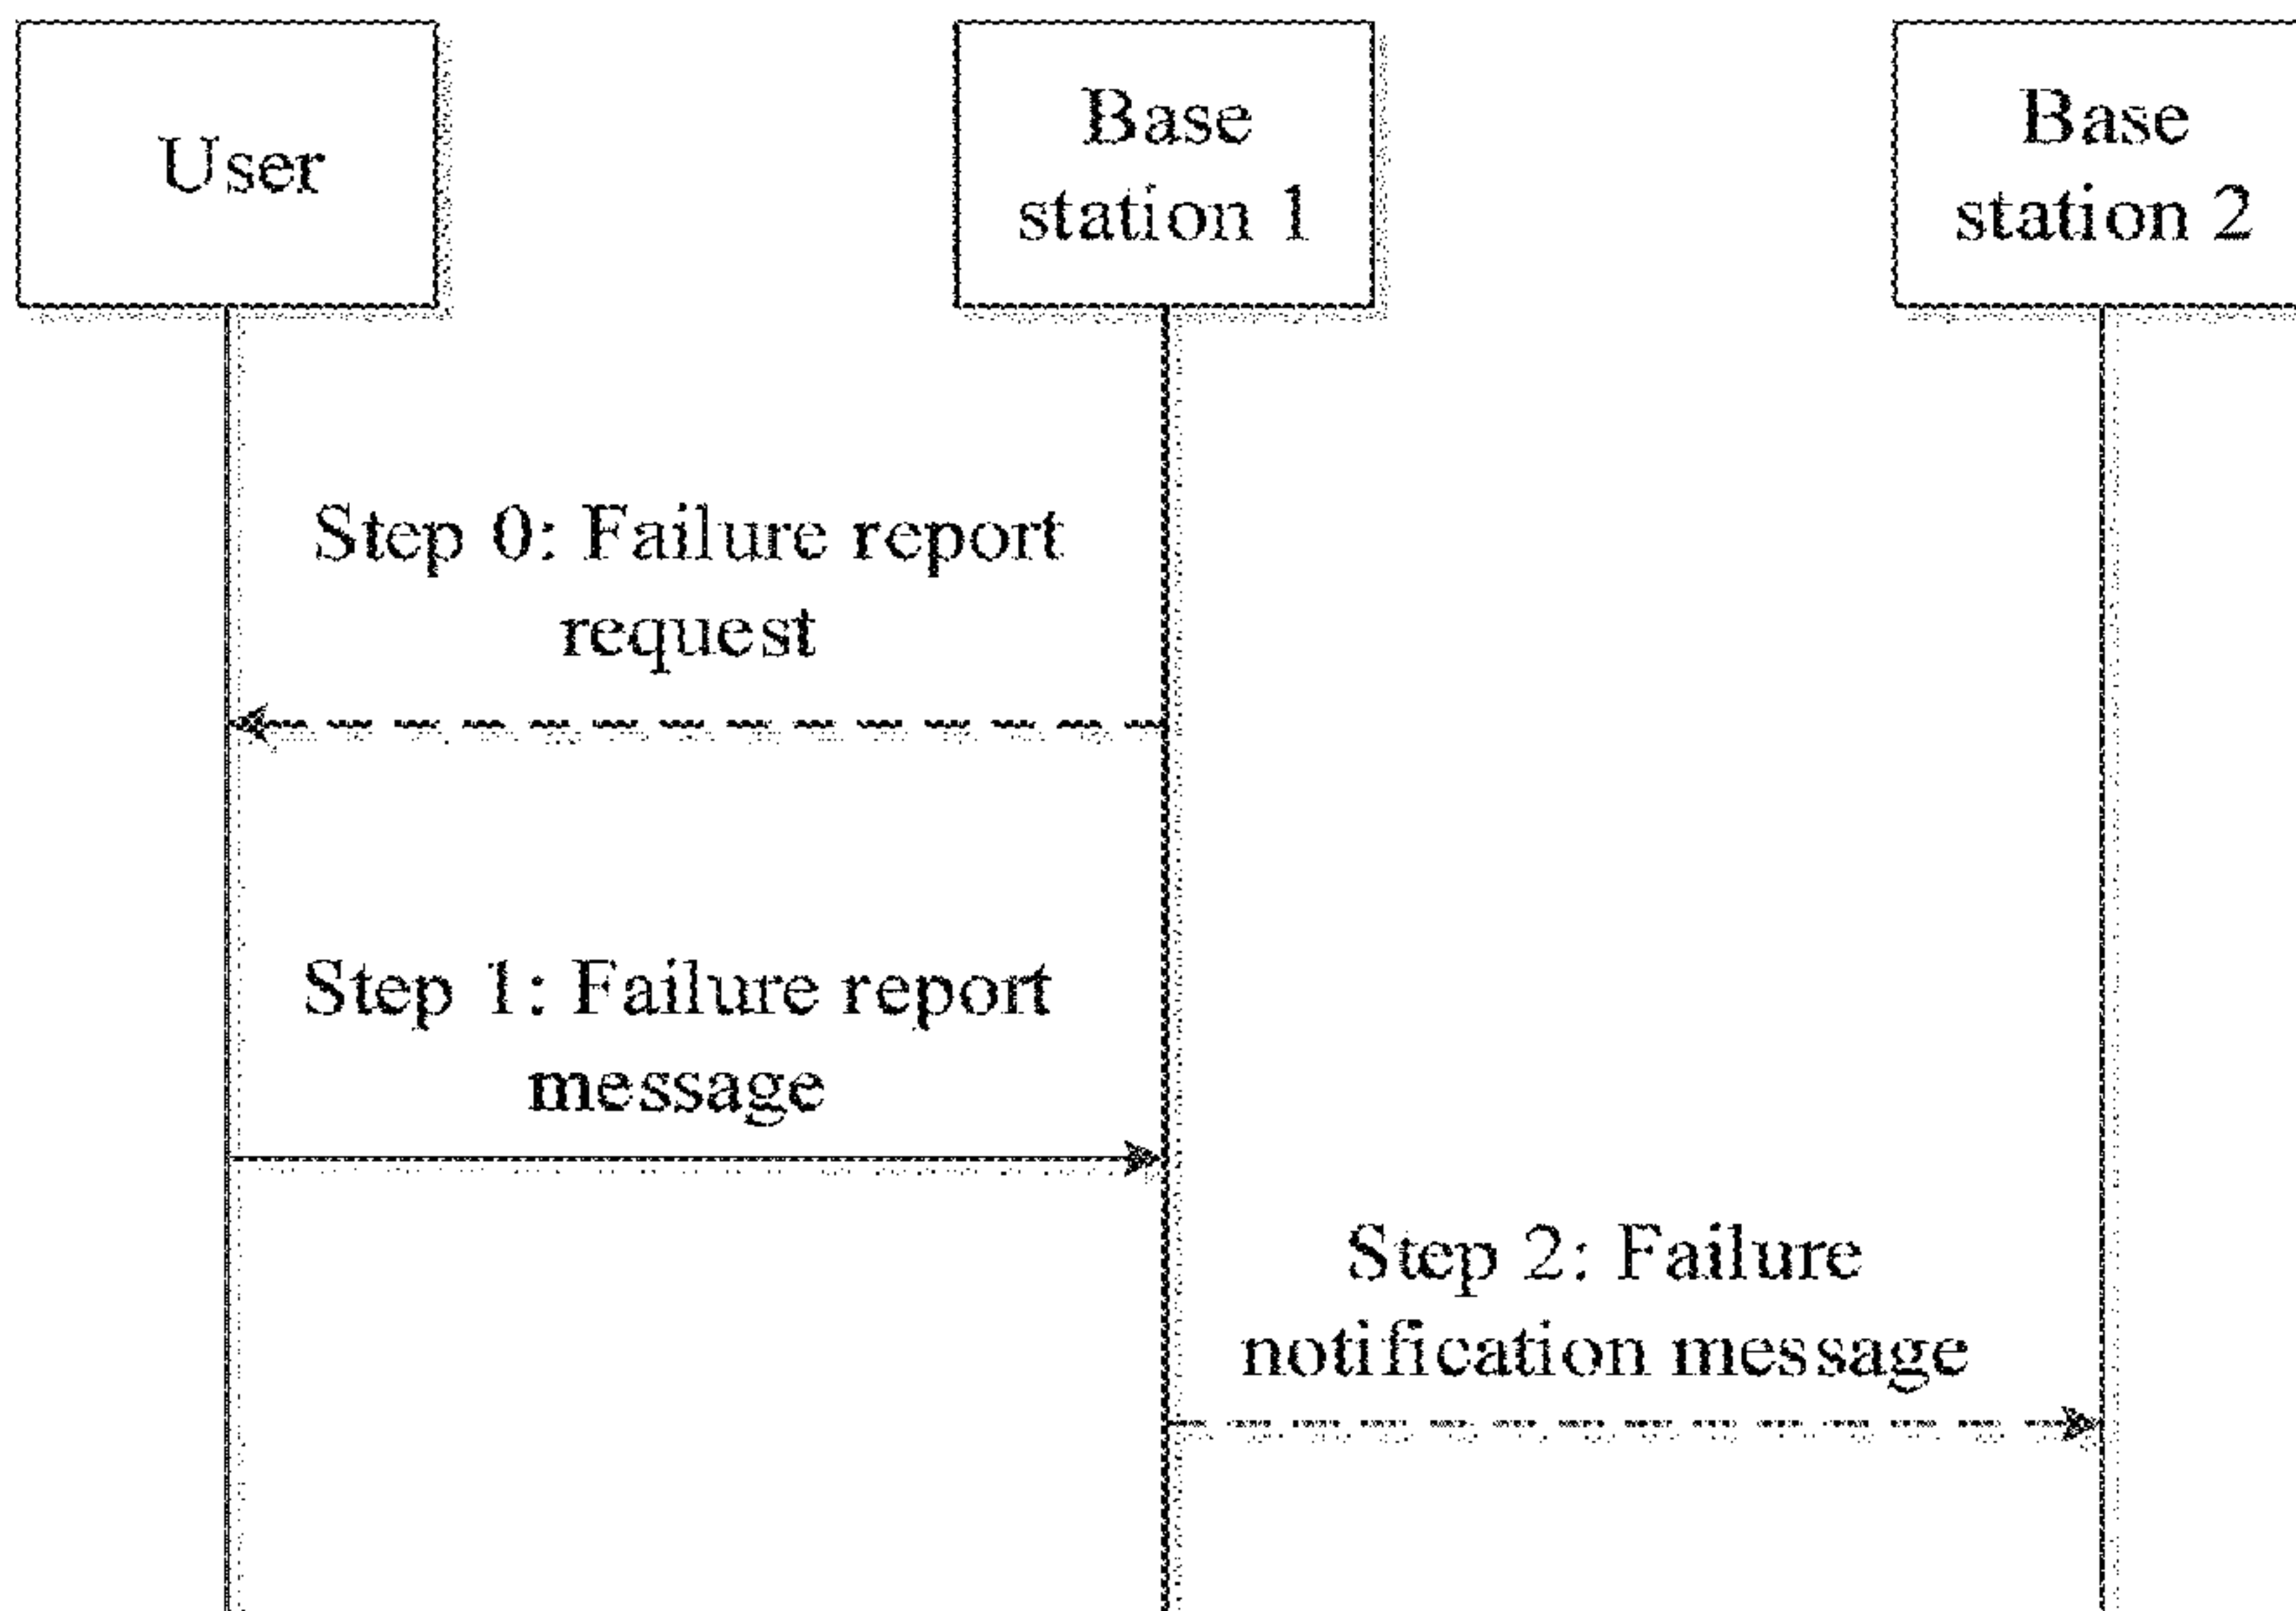 User
Base
station 1
Base
station 2
Step 0: Failure report
request
Step 1: Failure report
message
Step 2: Failure
notification message